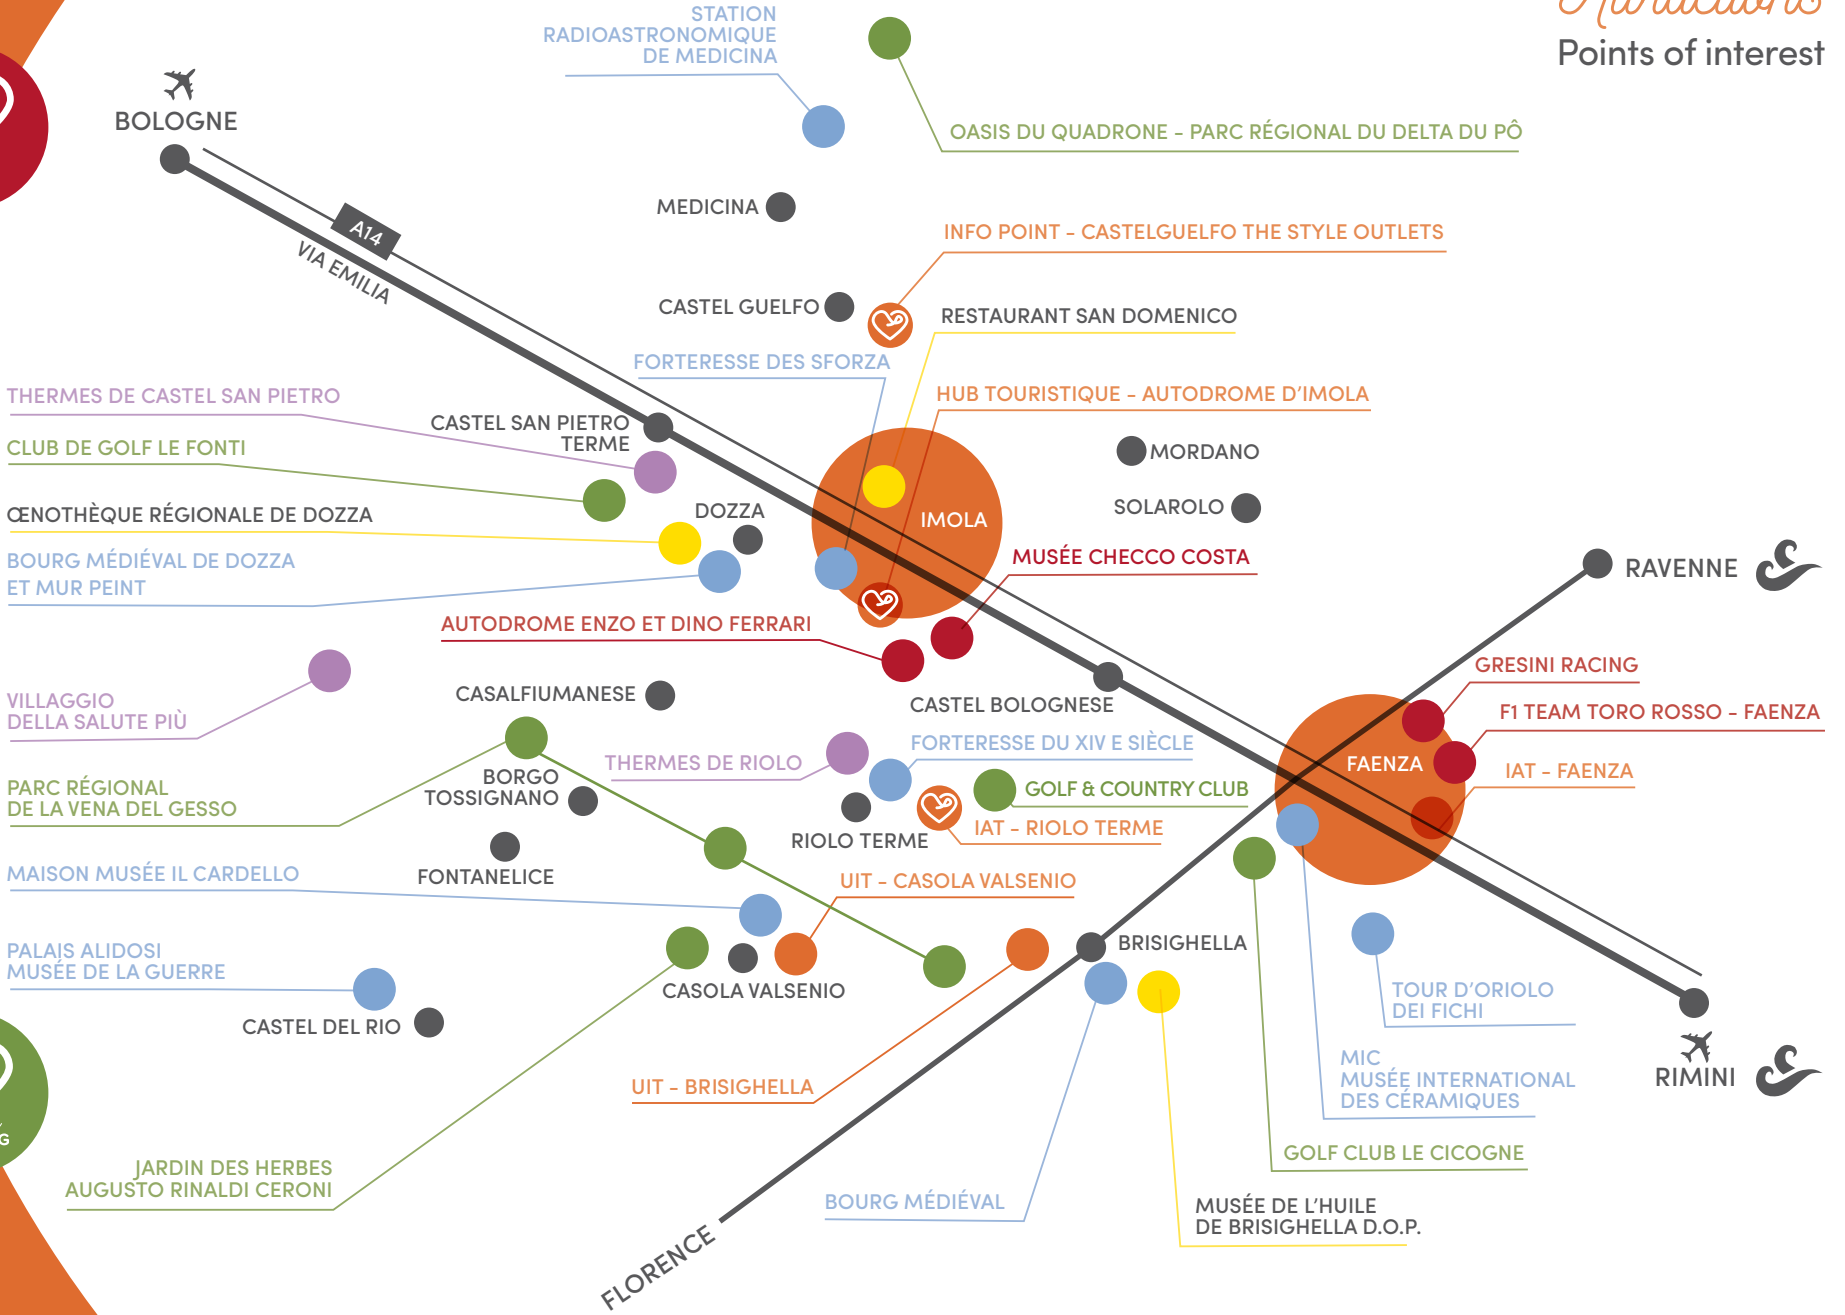 Attractions
Points of interest
STATION
RADIOASTRONOMIQUE
DE MEDICINA
BOLOGNE
OASIS DU QUADRONE - PARC RÉGIONAL DU DELTA DU PÔ
MEDICINA
A14
VIA EMILIA
INFO POINT - CASTELGUELFO THE STYLE OUTLETS
CASTEL GUELFO
RESTAURANT SAN DOMENICO
FORTERESSE DES SFORZA
THERMES DE CASTEL SAN PIETRO
HUB TOURISTIQUE - AUTODROME D'IMOLA
CASTEL SAN PIETRO
TERME
CLUB DE GOLF LE FONTI
MORDANO
ŒNOTHÈQUE RÉGIONALE DE DOZZA
DOZZA
IMOLA
SOLAROLO
BOURG MÉDIÉVAL DE DOZZA
ET MUR PEINT
MUSÉE CHECCO COSTA
RAVENNE
AUTODROME ENZO ET DINO FERRARI
GRESINI RACING
VILLAGGIO
DELLA SALUTE PIÙ
CASALFIUMANESE
CASTEL BOLOGNESE
F1 TEAM TORO ROSSO - FAENZA
FORTERESSE DU XIV E SIÈCLE
THERMES DE RIOLO
FAENZA
IAT - FAENZA
PARC RÉGIONAL
DE LA VENA DEL GESSO
BORGO
TOSSIGNANO
GOLF & COUNTRY CLUB
IAT - RIOLO TERME
RIOLO TERME
MAISON MUSÉE IL CARDELLO
FONTANELICE
UIT - CASOLA VALSENIO
PALAIS ALIDOSI
MUSÉE DE LA GUERRE
BRISIGHELLA
CASOLA VALSENIO
TOUR D'ORIOLO
DEI FICHI
CASTEL DEL RIO
MIC
MUSÉE INTERNATIONAL
DES CÉRAMIQUES
RIMINI
UIT - BRISIGHELLA
GOLF CLUB LE CICOGNE
JARDIN DES HERBES
AUGUSTO RINALDI CERONI
BOURG MÉDIÉVAL
MUSÉE DE L'HUILE
DE BRISIGHELLA D.O.P.
FLORENCE